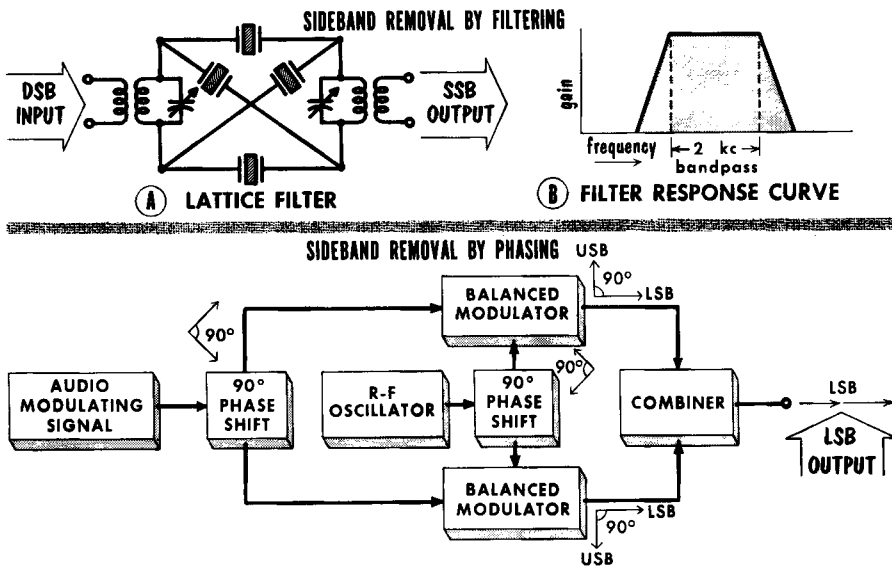 SIDEBAND REMOVAL BY FILTERING
DSB
INPUT
SSB
OUTPUT
A LATTICE FILTER
gain
frequency
2 kc
bandpass
B FILTER RESPONSE CURVE
SIDEBAND REMOVAL BY PHASING
90°
BALANCED
MODULATOR
USB
90°
LSB
90°
AUDIO
MODULATING
SIGNAL
90°
PHASE
SHIFT
R-F
OSCILLATOR
90°
PHASE
SHIFT
COMBINER
LSB
LSB
OUTPUT
BALANCED
MODULATOR
LSB
90°
USB